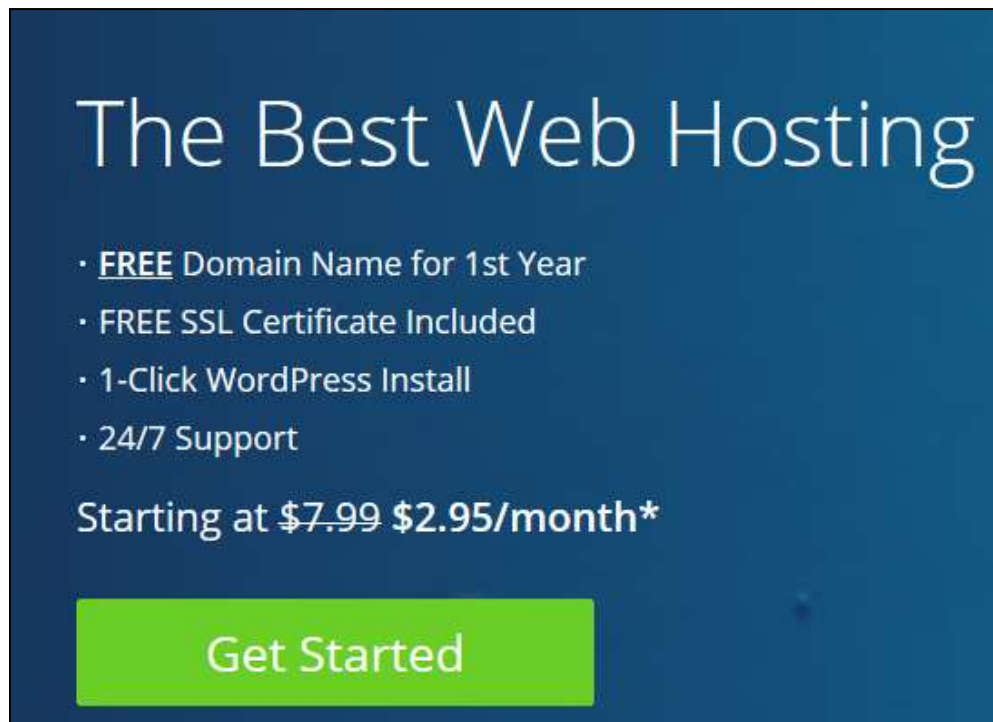 The Best Web Hosting
· FREE Domain Name for 1st Year
· FREE SSL Certificate Included
· 1-Click WordPress Install
· 24/7 Support
Starting at $7.99 $2.95/month*
Get Started